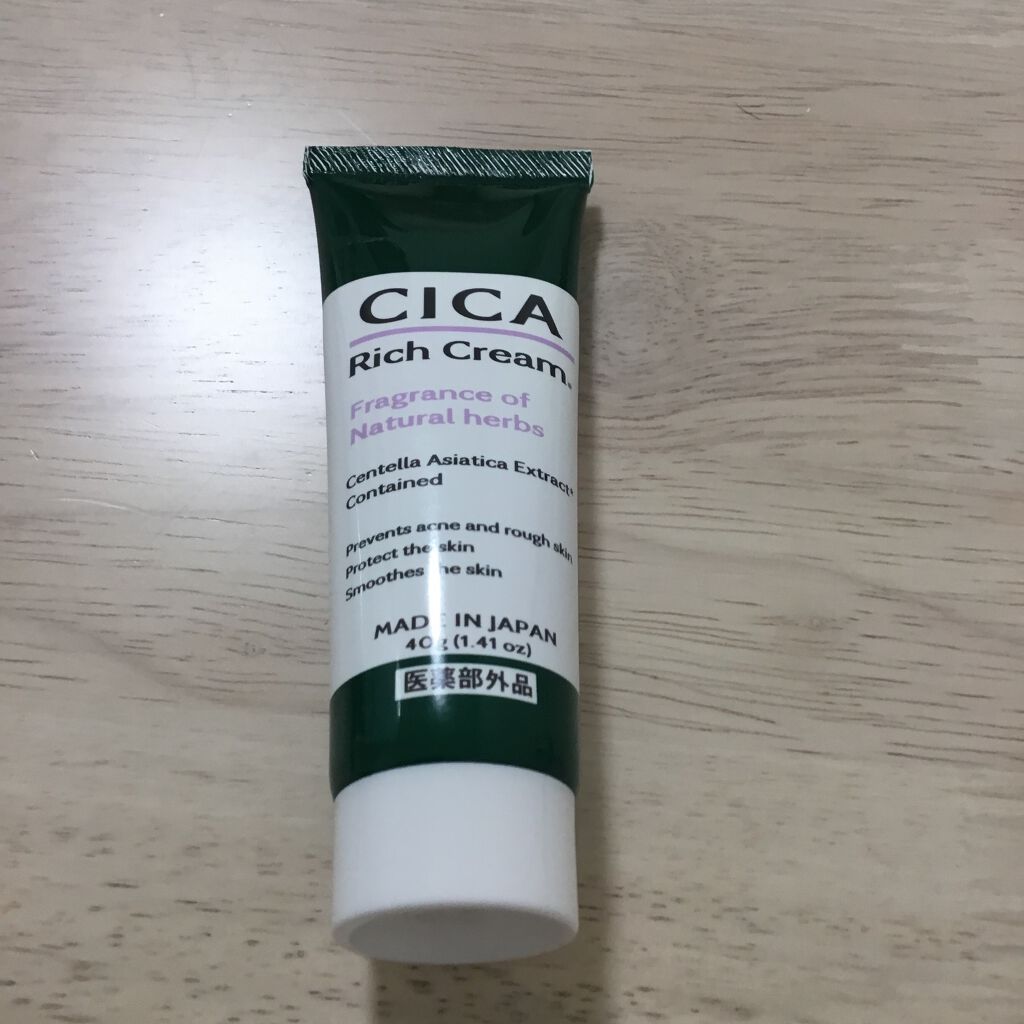 CICA
Rich Cream
Fragrance of
Natural herbs
Centella Asiatica Extract*
Contained
Prevents acne and rough skin
Protect the skin
Smoothes the skin
MADE IN JAPAN
40g (1.41 oz)
医薬部外品